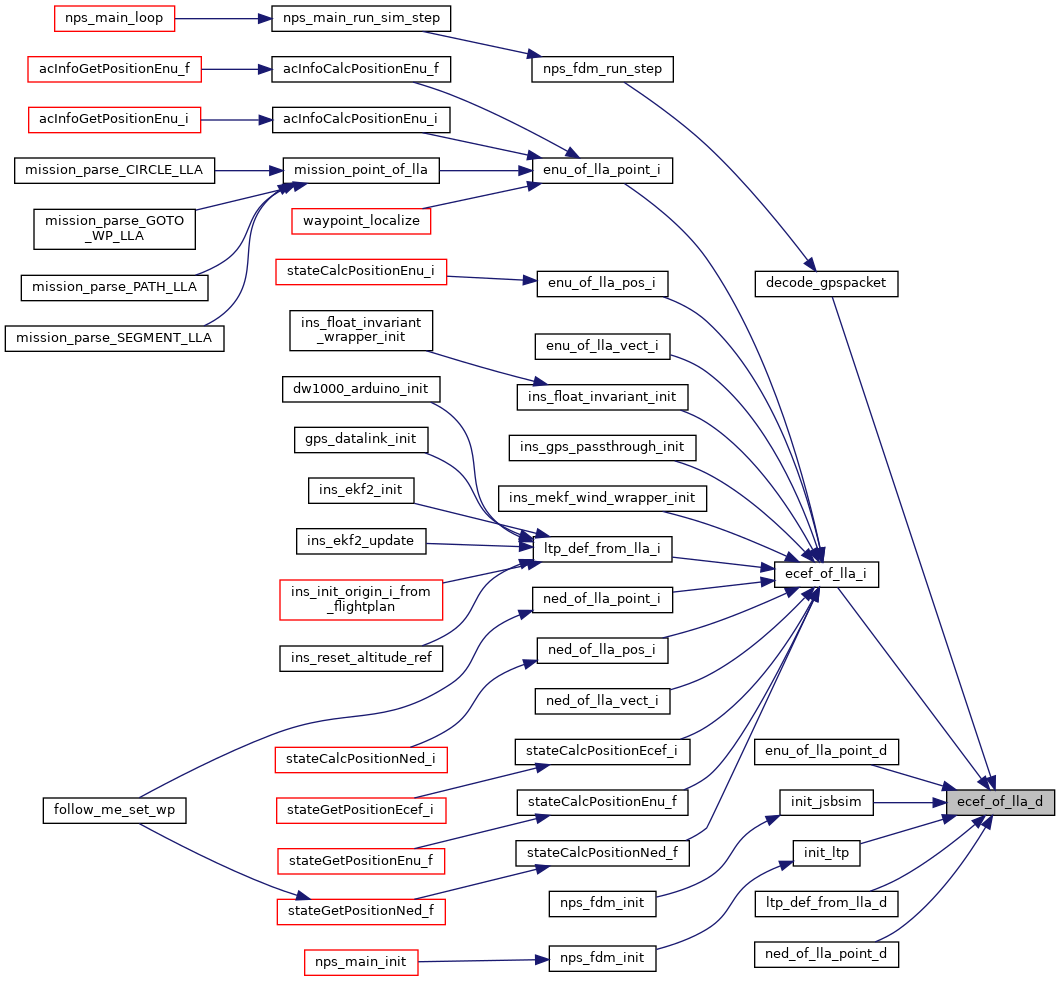 nps_main_loop
nps_main_run_sim_step
acInfoGetPositionEnu_f
acInfoCalcPositionEnu_f
nps_fdm_run_step
acInfoGetPositionEnu_i
acInfoCalcPositionEnu_i
mission_parse_CIRCLE_LLA
mission_point_of_lla
enu_of_lla_point_i
mission_parse_GOTO
_WP_LLA
waypoint_localize
mission_parse_PATH_LLA
stateCalcPositionEnu_i
enu_of_lla_pos_i
decode_gpspacket
mission_parse_SEGMENT_LLA
ins_float_invariant
_wrapper_init
enu_of_lla_vect_i
dw1000_arduino_init
ins_float_invariant_init
gps_datalink_init
ins_gps_passthrough_init
ins_ekf2_init
ins_mekf_wind_wrapper_init
ins_ekf2_update
ltp_def_from_lla_i
ecef_of_lla_i
ins_init_origin_i_from
_flightplan
ned_of_lla_point_i
ins_reset_altitude_ref
ned_of_lla_pos_i
ned_of_lla_vect_i
stateCalcPositionNed_i
stateCalcPositionEcef_i
enu_of_lla_point_d
follow_me_set_wp
stateGetPositionEcef_i
stateCalcPositionEnu_f
init_jsbsim
ecef_of_lla_d
stateGetPositionEnu_f
stateCalcPositionNed_f
init_ltp
stateGetPositionNed_f
nps_fdm_init
ltp_def_from_lla_d
nps_main_init
nps_fdm_init
ned_of_lla_point_d